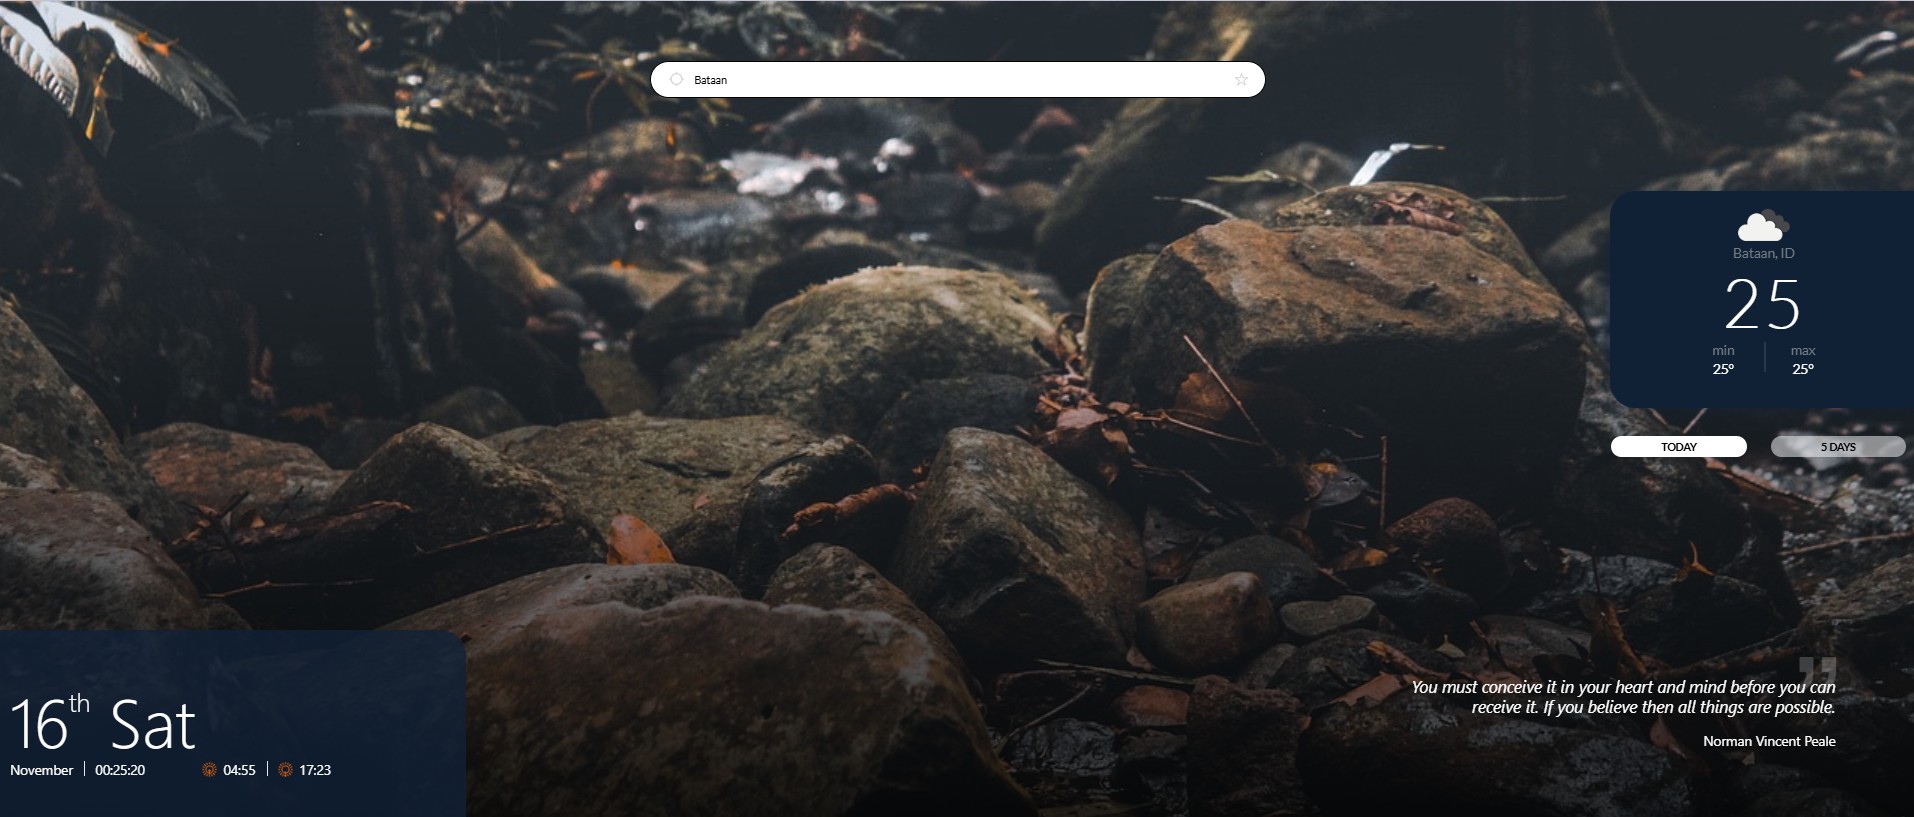 Bataan
Bataan, ID
25
min
max
25°
25°
TODAY
5 DAYS
16th Sat
November | 00:25:20
04:55 | 17:23
"
You must conceive it in your heart and mind before you can
receive it. If you believe then all things are possible.
Norman Vincent Peale